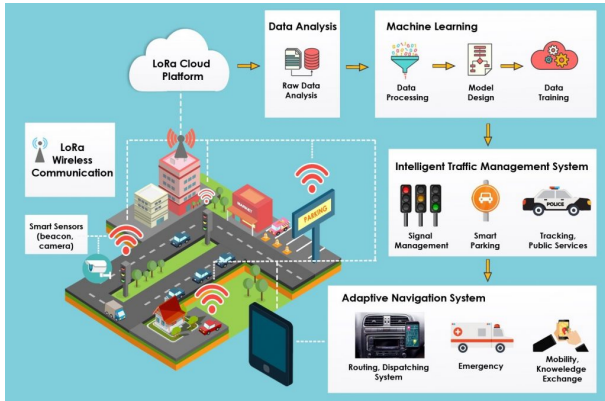 LoRa Cloud
Platform
Data Analysis
Raw Data
Analysis
Machine Learning
Data
Processing
Model
Design
Data
Training
LoRa
Wireless
Communication
Smart Sensors
(beacon,
camera)
PARKING
Intelligent Traffic Management System
Signal
Management
Smart
Parking
Tracking,
Public Services
Adaptive Navigation System
Routing, Dispatching
System
Emergency
Mobility,
Knoweledge
Exchange